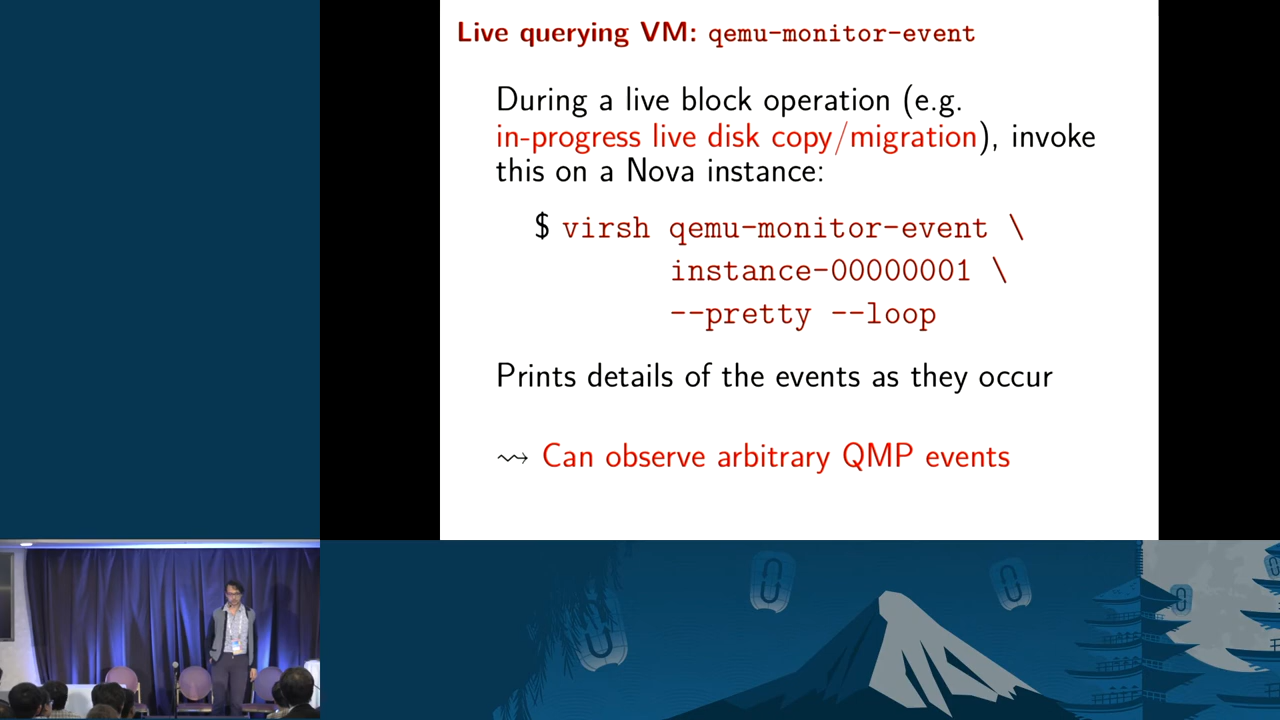 Live querying VM: qemu-monitor-event
During a live block operation (e.g.
in-progress live disk copy/migration), invoke
this on a Nova instance:
$ virsh qemu-monitor-event \
instance-00000001 \
--pretty --loop
Prints details of the events as they occur
⇝ Can observe arbitrary QMP events